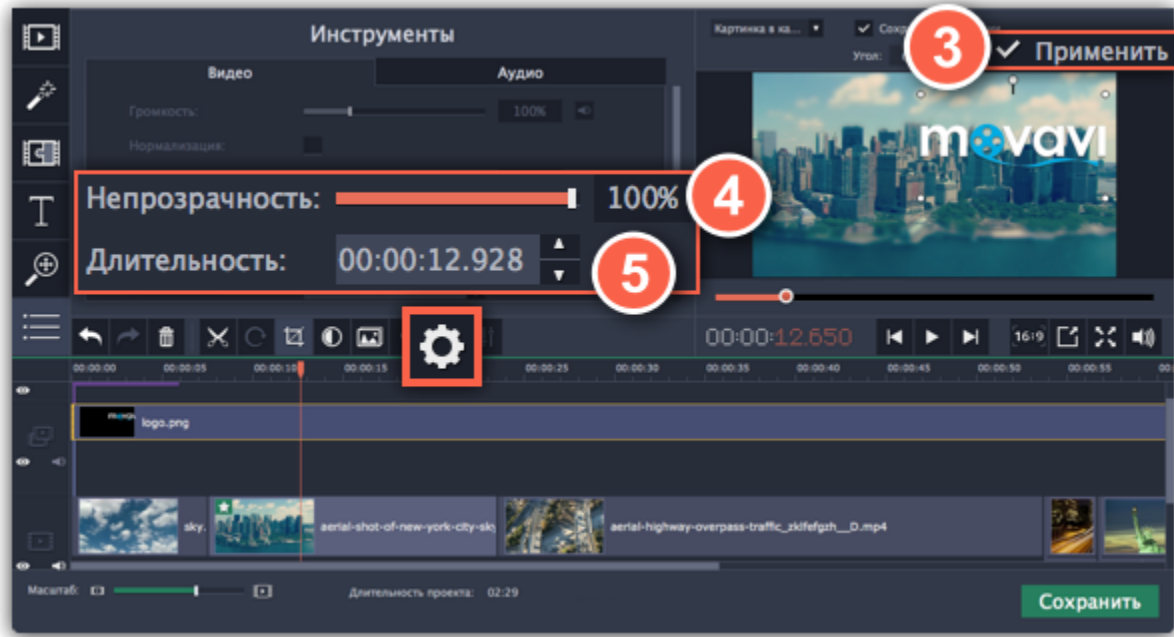 Инструменты
Картинка в ка...
3
Применить
Угол:
Видео
Аудио
Громкость:
100%
Нормализация:
movavi
Непрозрачность:
100%
4
Длительность:
00:00:12.928
5
00:00:12.650
16:9
00:00:00
00:00:05
00:00:10
00:00:15
00:00:25
00:00:30
00:00:35
00:00:40
00:00:45
00:00:50
00:00:55
logo.png
sky.
aerial-shot-of-new-york-city-sky
aerial-highway-overpass-traffic_zklfefgzh__D.mp4
Масштаб:
Длительность проекта: 02:29
Сохранить